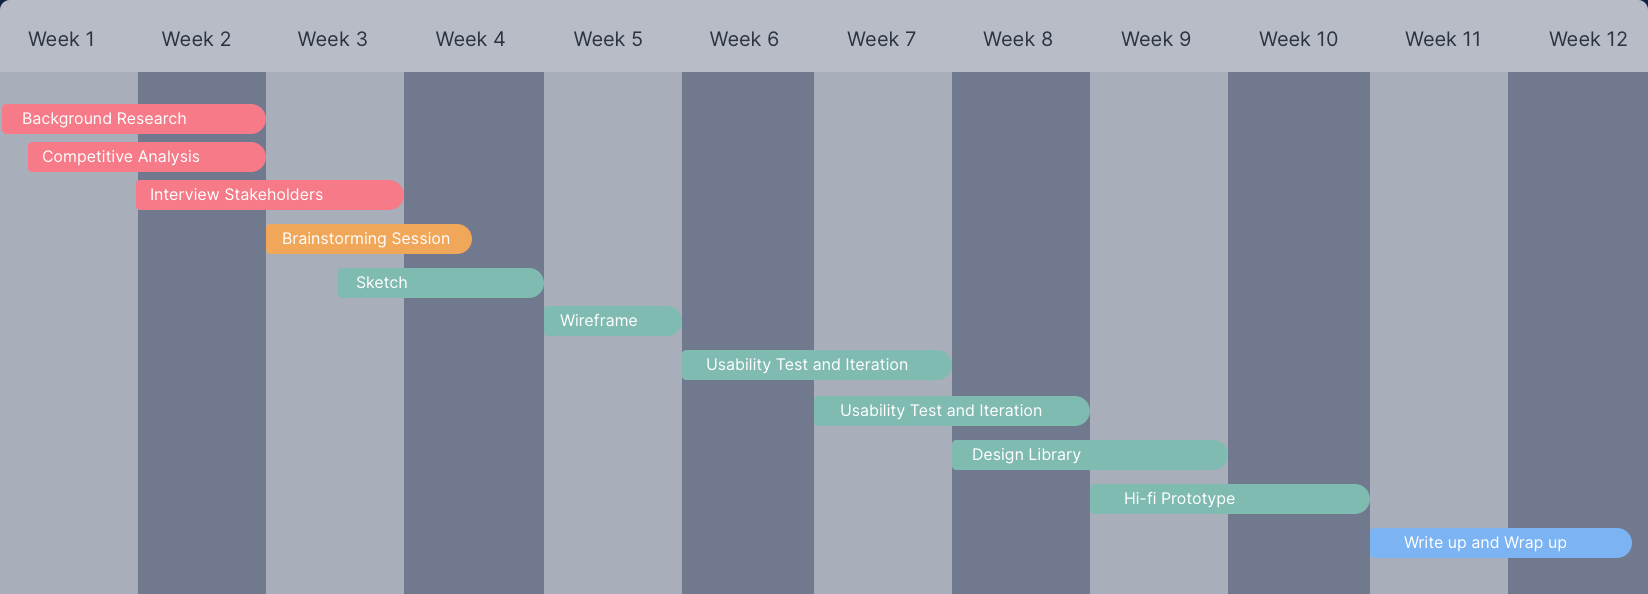 Week 1 Week 2 Week 3 Week 4 Week 5 Week 6 Week 7 Week 8 Week 9 Week 10 Week 11 Week 12
Background Research
Competitive Analysis
Interview Stakeholders
Brainstorming Session
Sketch
Wireframe
Usability Test and Iteration
Usability Test and Iteration
Design Library
Hi-fi Prototype
Write up and Wrap up